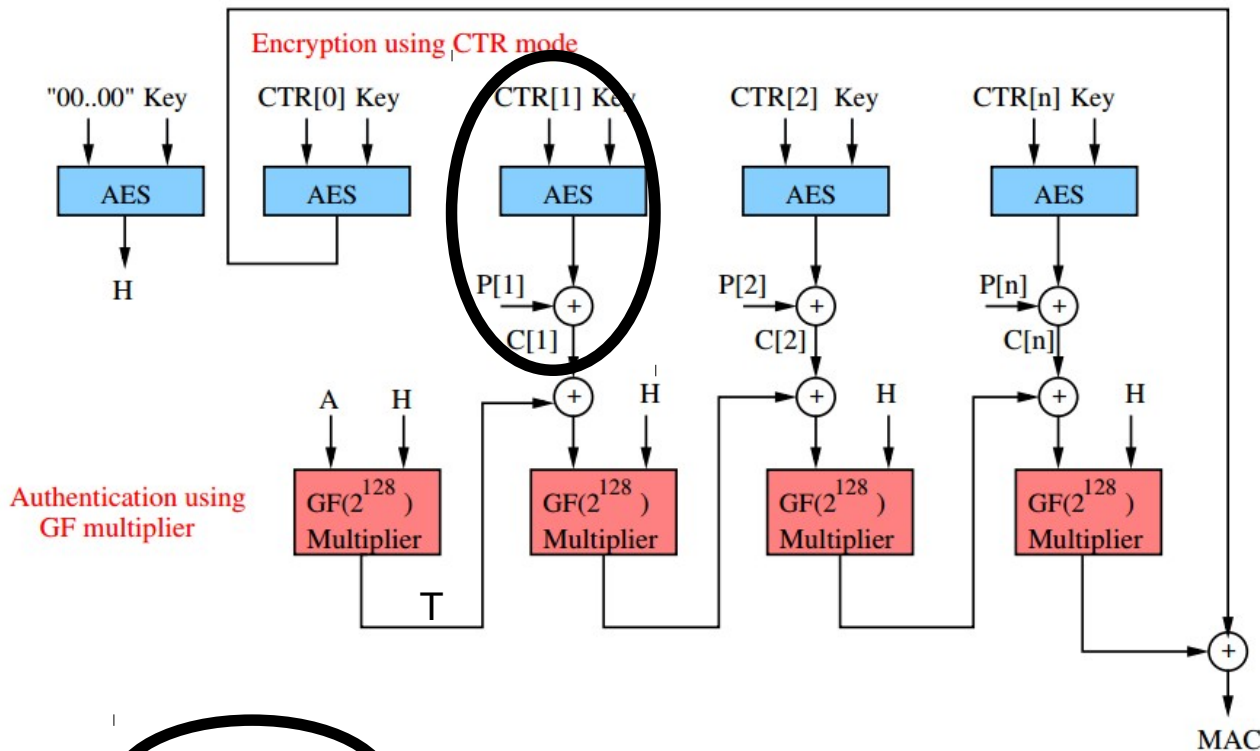 Encryption using CTR mode
"00..00" Key
CTR[0] Key
CTR[1] Key
CTR[2] Key
CTR[n] Key
AES
AES
AES
AES
AES
H
P[1]
+
P[2]
+
P[n]
+
C[1]
C[2]
C[n]
A
H
+
H
+
H
+
H
Authentication using
GF multiplier
GF(2^128)
Multiplier
GF(2^128)
Multiplier
GF(2^128)
Multiplier
GF(2^128)
Multiplier
T
+
MAC